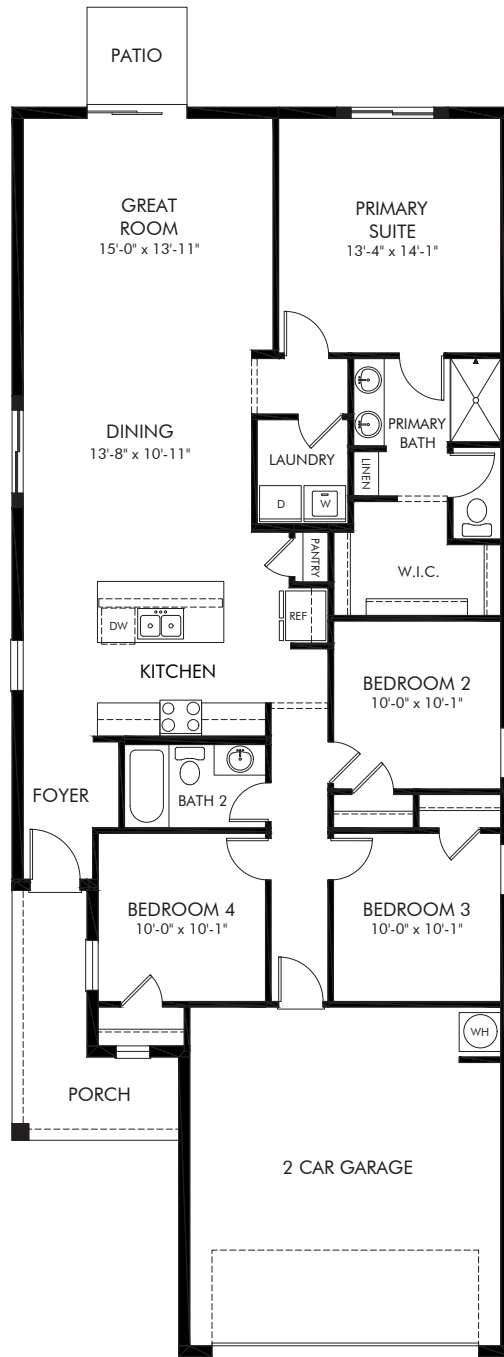 PATIO
GREAT
ROOM
15'-0" x 13'-11"
PRIMARY
SUITE
13'-4" x 14'-1"
DINING
13'-8" x 10'-11"
PRIMARY
BATH
LAUNDRY
LINEN
D
W
PANTRY
W.I.C.
REF
DW
KITCHEN
BEDROOM 2
10'-0" x 10'-1"
FOYER
BATH 2
BEDROOM 4
10'-0" x 10'-1"
BEDROOM 3
10'-0" x 10'-1"
WH
PORCH
2 CAR GARAGE